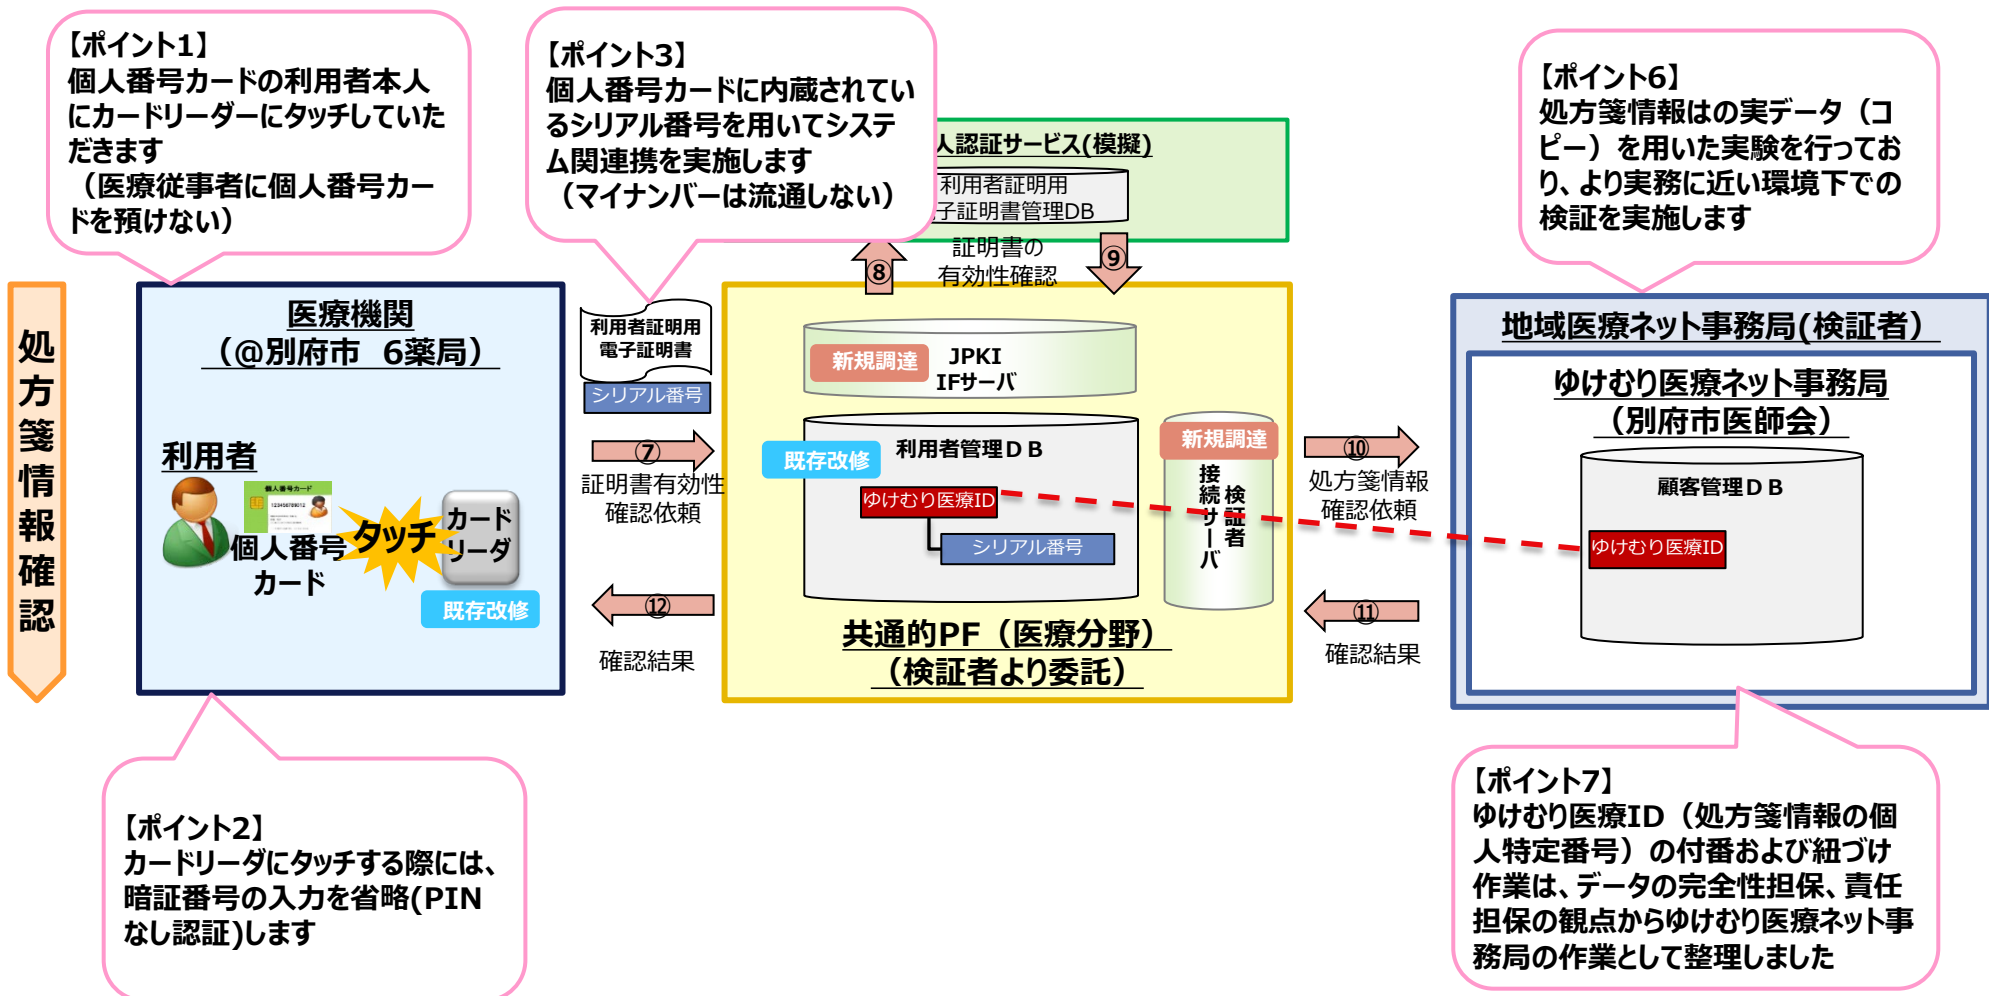 【ポイント1】
個人番号カードの利用者本人
にカードリーダーにタッチしていた
だきます
（医療従事者に個人番号カー
ドを預けない）
【ポイント3】
個人番号カードに内蔵されてい
るシリアル番号を用いてシステ
ム関連携を実施します
（マイナンバーは流通しない）
【ポイント6】
処方箋情報はの実データ（コ
ピー）を用いた実験を行ってお
り、より実務に近い環境下での
検証を実施します
人認証サービス(模擬)
利用者証明用
子証明書管理DB
⑧
証明書の
有効性確認
⑨
処方箋情報確認
医療機関
（@別府市 6薬局）
利用者
個人番号カード
123456789012
個人番号
カード
タッチ
カード
リーダ
既存改修
利用者証明用
電子証明書
シリアル番号
⑦
証明書有効性
確認依頼
⑫
確認結果
新規調達
JPKI
IFサーバ
既存改修
利用者管理ＤＢ
ゆけむり医療ID
シリアル番号
新規調達
検証者
接続サーバ
共通的PF（医療分野）
（検証者より委託）
⑩
処方箋情報
確認依頼
⑪
確認結果
地域医療ネット事務局(検証者）
ゆけむり医療ネット事務局
（別府市医師会）
顧客管理ＤＢ
ゆけむり医療ID
【ポイント2】
カードリーダにタッチする際には、
暗証番号の入力を省略(PIN
なし認証)します
【ポイント7】
ゆけむり医療ID（処方箋情報の個
人特定番号）の付番および紐づけ
作業は、データの完全性担保、責任
担保の観点からゆけむり医療ネット事
務局の作業として整理しました